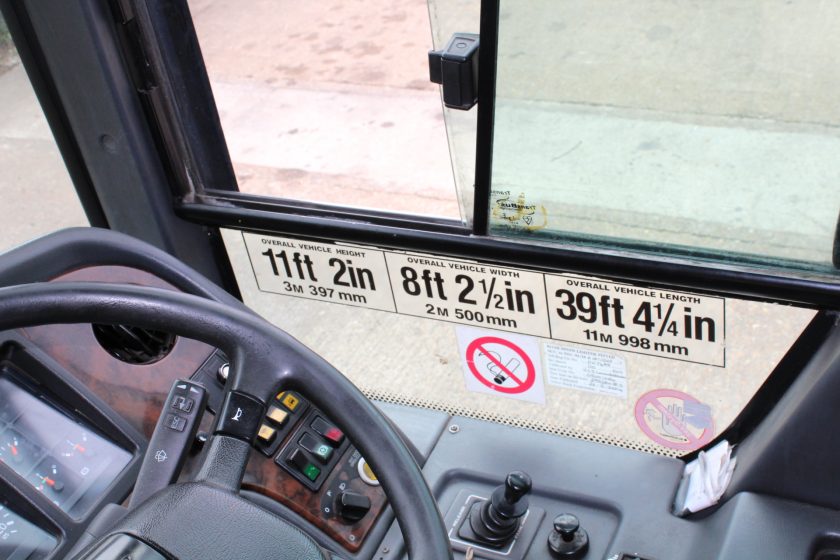 OVERALL VEHICLE HEIGHT
11ft 2in
3M 397mm
OVERALL VEHICLE WIDTH
8ft 2½in
2M 500mm
OVERALL VEHICLE LENGTH
39ft 4¼in
11M 998mm